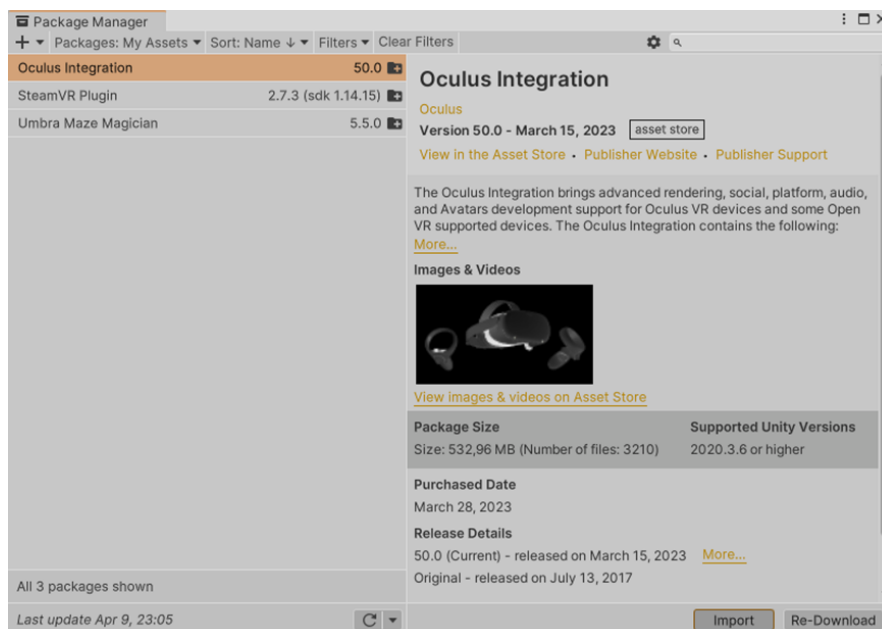 Package Manager
Packages: My Assets Sort: Name ↓ Filters Clear Filters
Oculus Integration 50.0
SteamVR Plugin 2.7.3 (sdk 1.14.15)
Umbra Maze Magician 5.5.0
All 3 packages shown
Last update Apr 9, 23:05
Oculus Integration
Oculus
Version 50.0 - March 15, 2023 asset store
View in the Asset Store • Publisher Website • Publisher Support
The Oculus Integration brings advanced rendering, social, platform, audio,
and Avatars development support for Oculus VR devices and some Open
VR supported devices. The Oculus Integration contains the following:
More...
Images & Videos
View images & videos on Asset Store
Package Size Supported Unity Versions
Size: 532,96 MB (Number of files: 3210) 2020.3.6 or higher
Purchased Date
March 28, 2023
Release Details
50.0 (Current) - released on March 15, 2023 More...
Original - released on July 13, 2017
Import Re-Download